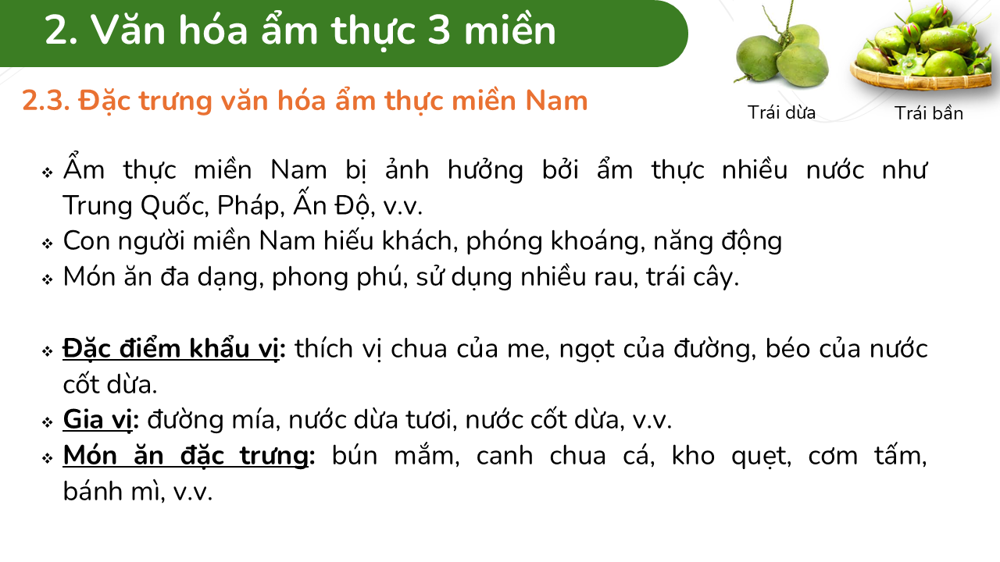 2. Văn hóa ẩm thực 3 miền
2.3. Đặc trưng văn hóa ẩm thực miền Nam
Trái dừa
Trái bần
❖ Ẩm thực miền Nam bị ảnh hưởng bởi ẩm thực nhiều nước như
Trung Quốc, Pháp, Ấn Độ, v.v.
❖ Con người miền Nam hiếu khách, phóng khoáng, năng động
❖ Món ăn đa dạng, phong phú, sử dụng nhiều rau, trái cây.
❖ Đặc điểm khẩu vị: thích vị chua của me, ngọt của đường, béo của nước
cốt dừa.
❖ Gia vị: đường mía, nước dừa tươi, nước cốt dừa, v.v.
❖ Món ăn đặc trưng: bún mắm, canh chua cá, kho quẹt, cơm tấm,
bánh mì, v.v.